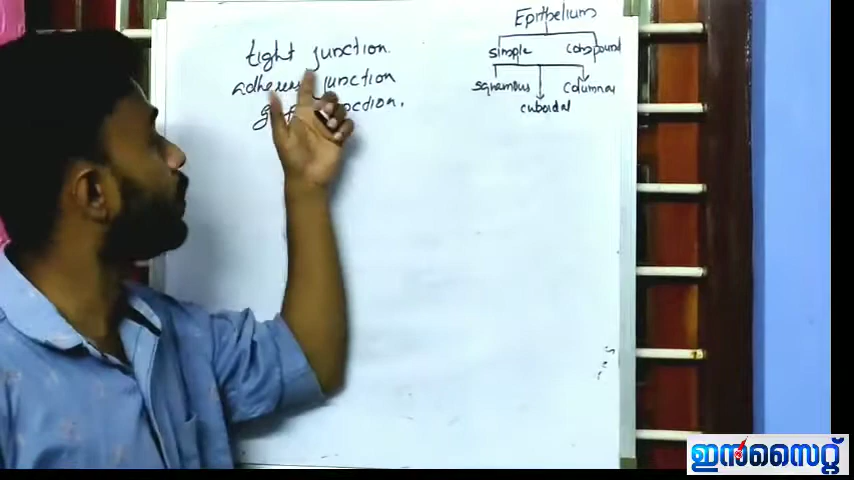 tight junction.
adherens junction
gap junction.
Epithelium
simple compound
squamous columnar
cuboidal
ഇൻസൈറ്റ്